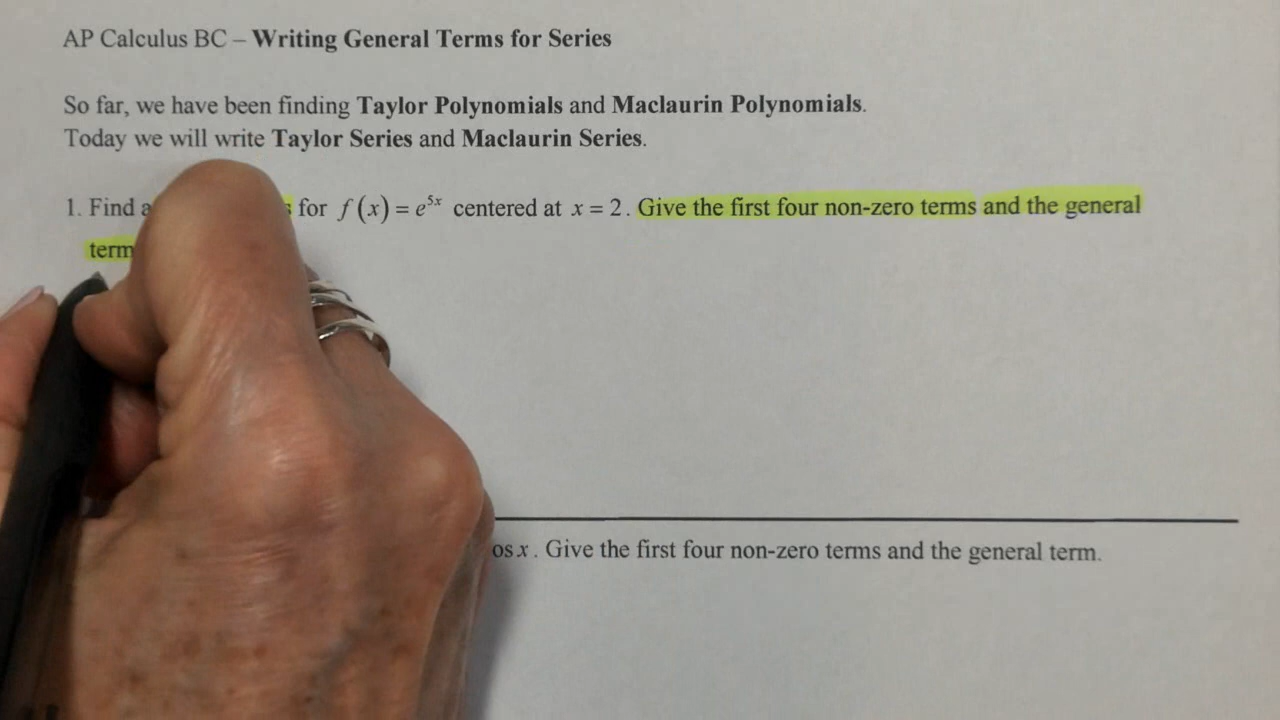 AP Calculus BC – Writing General Terms for Series
So far, we have been finding Taylor Polynomials and Maclaurin Polynomials.
Today we will write Taylor Series and Maclaurin Series.
1. Find a for f(x) = e^{5x} centered at x = 2. Give the first four non-zero terms and the general
term
x. Give the first four non-zero terms and the general term.